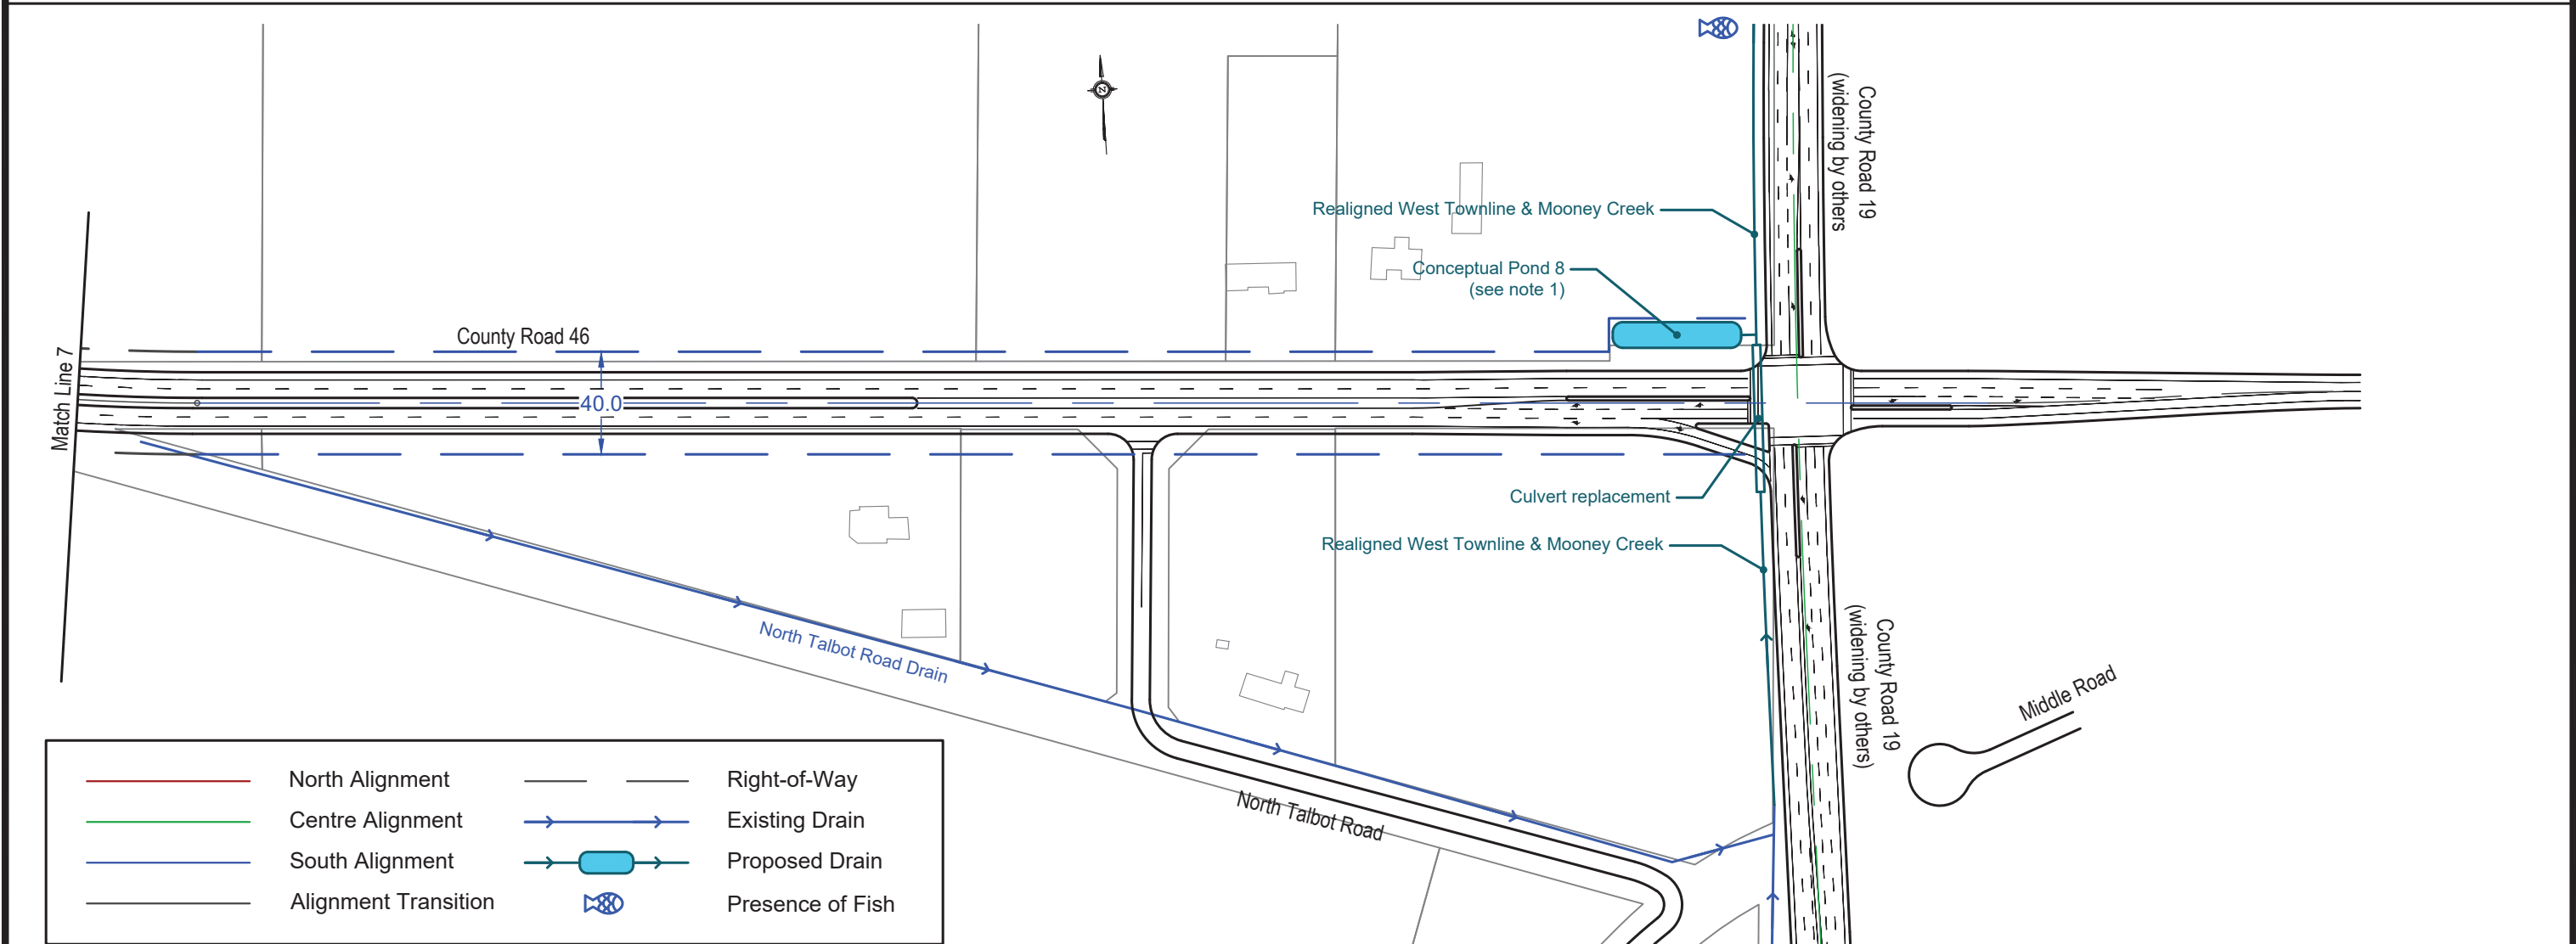 County Road 19
(widening by others
Realigned West Townline & Mooney Creek
Conceptual Pond 8
(see note 1)
N
County Road 46
Match Line 7
40.0
Culvert replacement
Realigned West Townline & Mooney Creek
North Talbot Road Drain
County Road 19
(widening by others)
Middle Road
North Talbot Road
North Alignment
Right-of-Way
Centre Alignment
Existing Drain
South Alignment
Proposed Drain
Alignment Transition
Presence of Fish